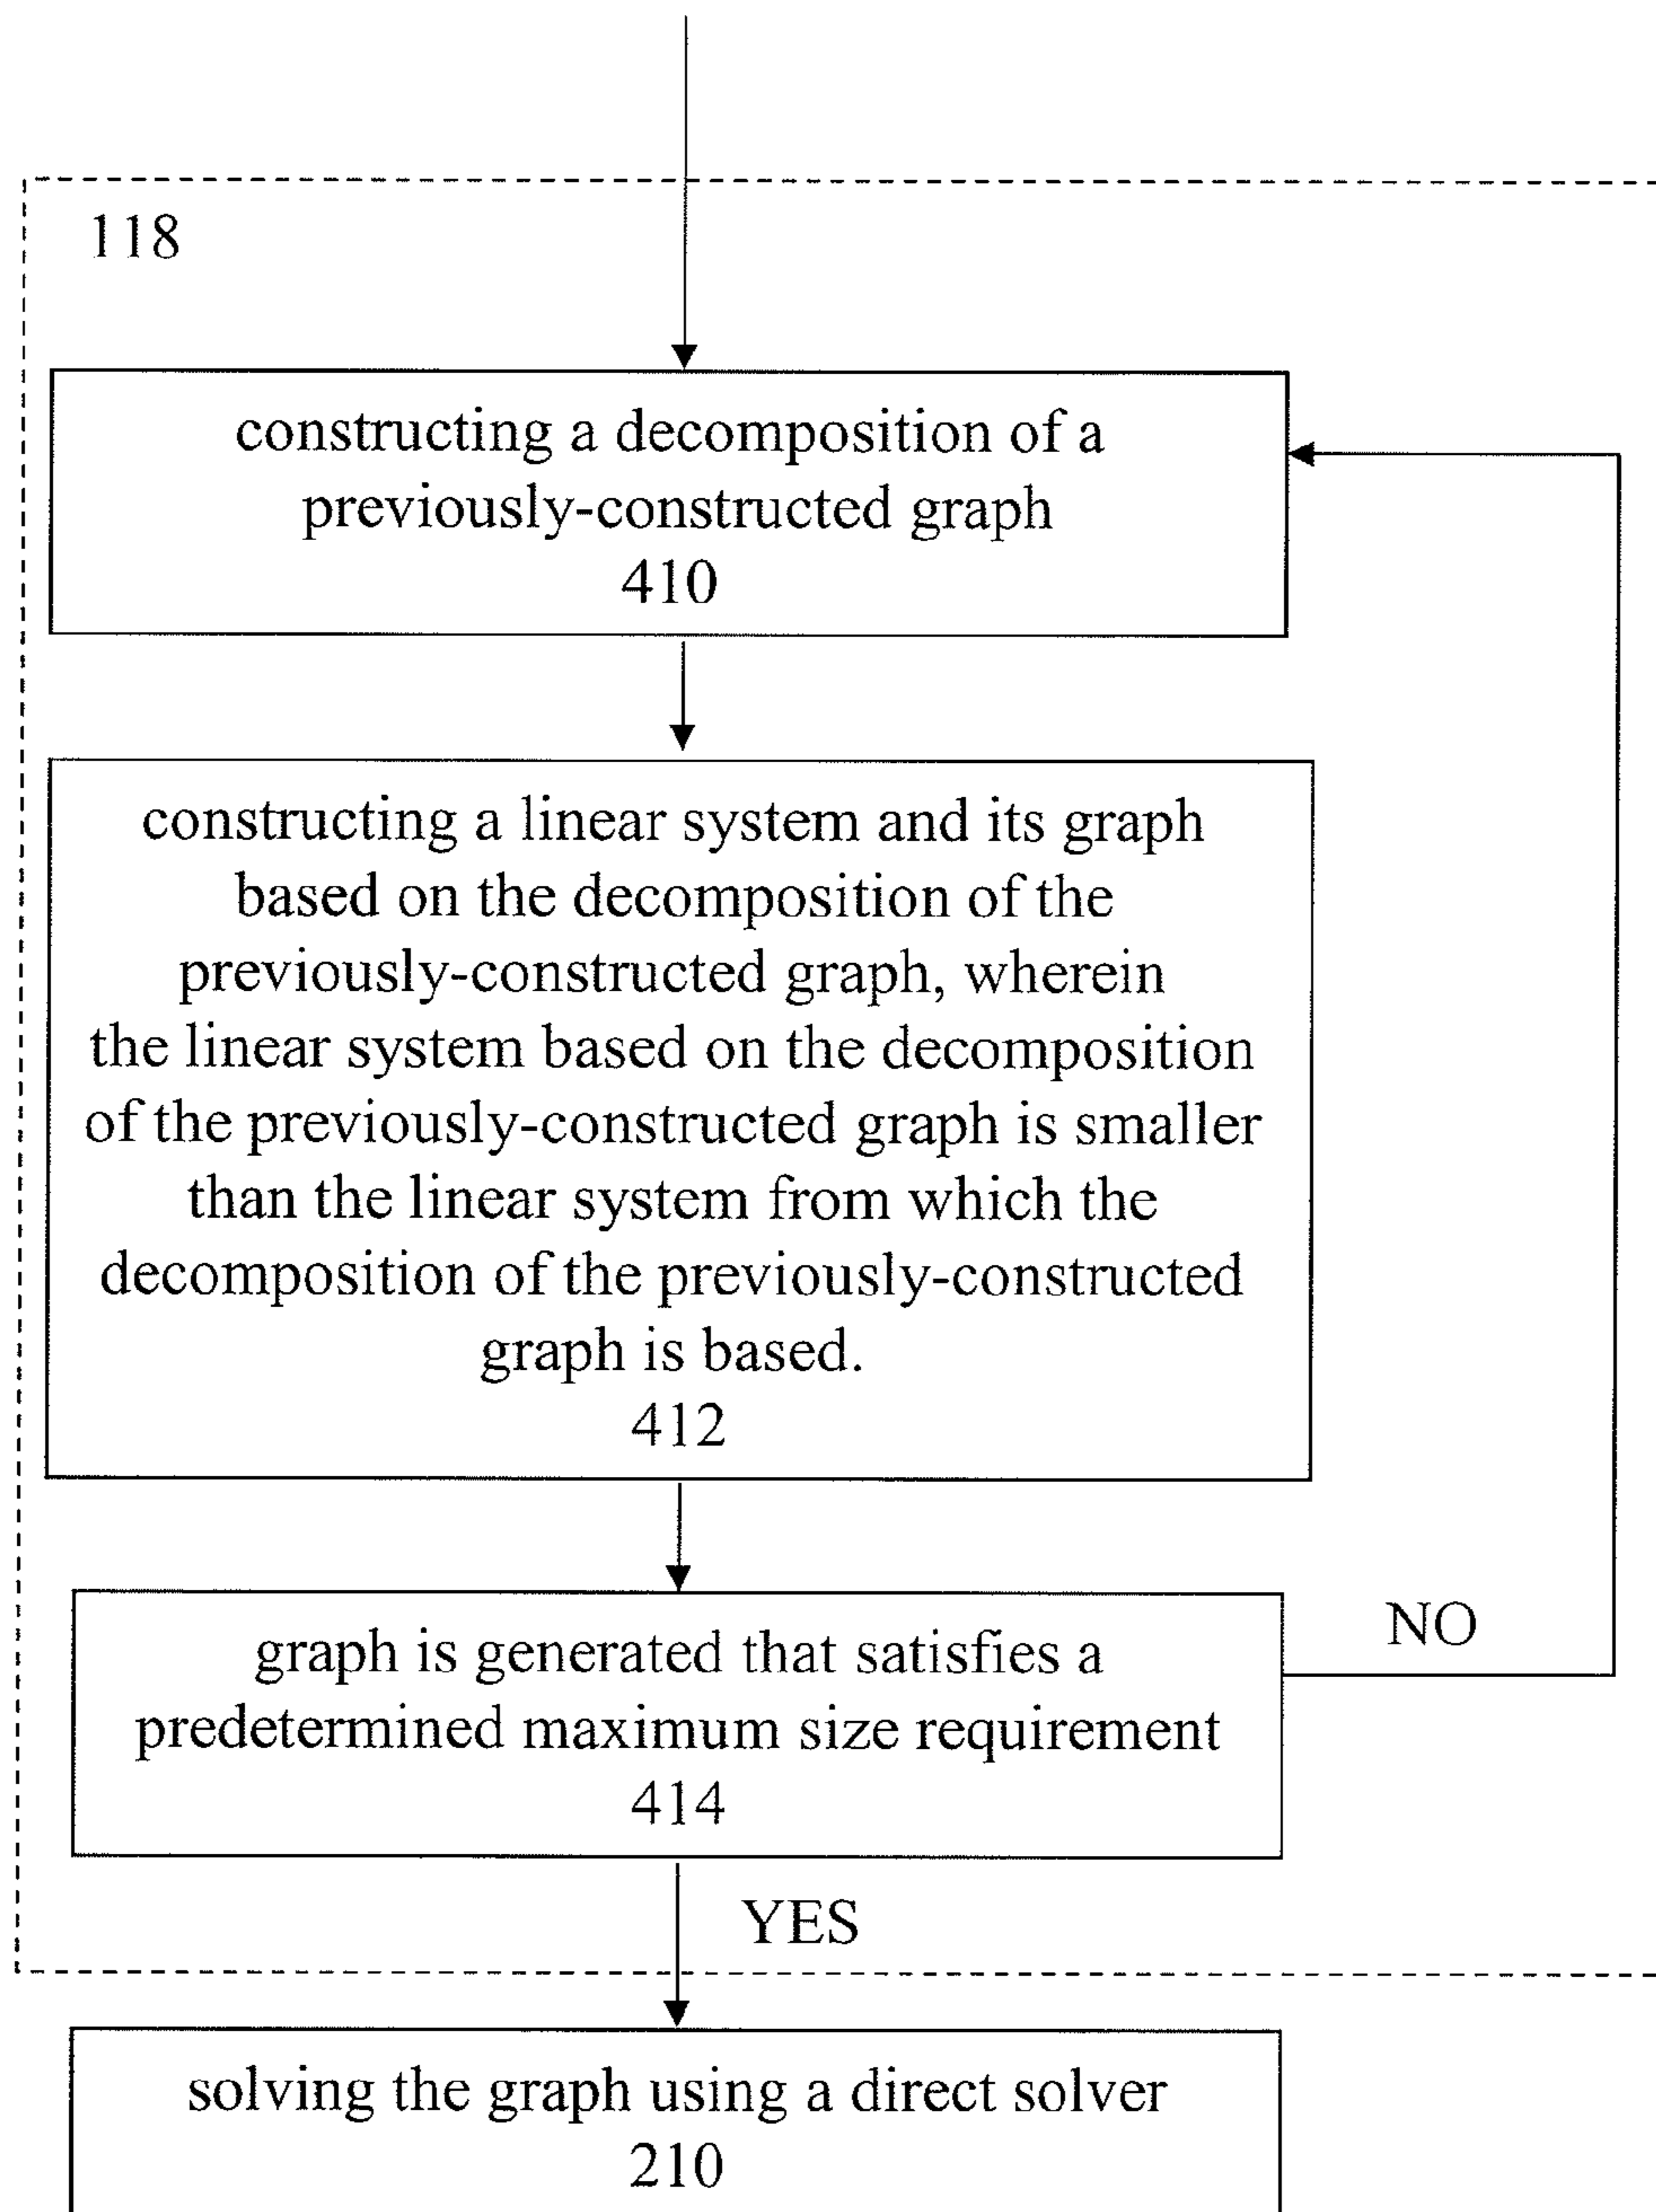 118
constructing a decomposition of a
previously-constructed graph
410
constructing a linear system and its graph
based on the decomposition of the
previously-constructed graph, wherein
the linear system based on the decomposition
of the previously-constructed graph is smaller
than the linear system from which the
decomposition of the previously-constructed
graph is based.
412
graph is generated that satisfies a
predetermined maximum size requirement
414
NO
YES
solving the graph using a direct solver
210